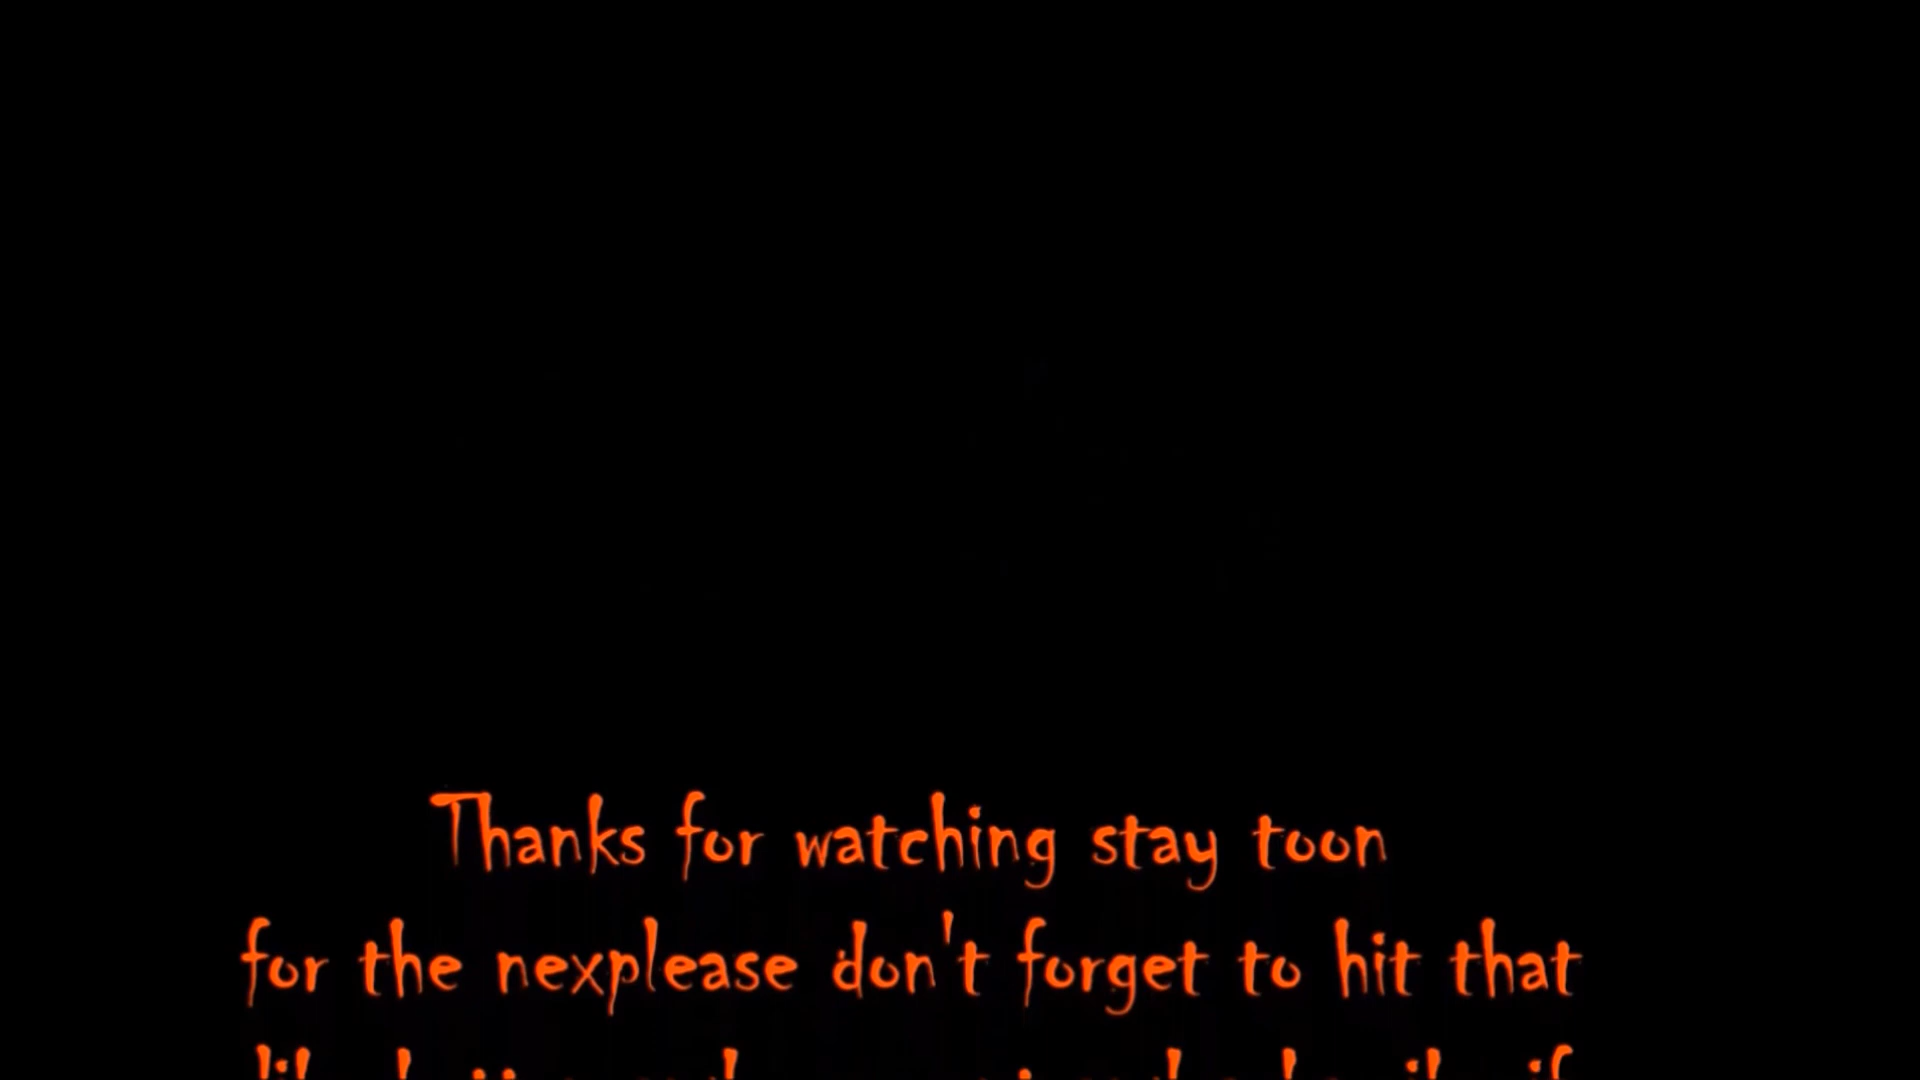 Thanks for watching stay toon
for the nexplease don't forget to hit that